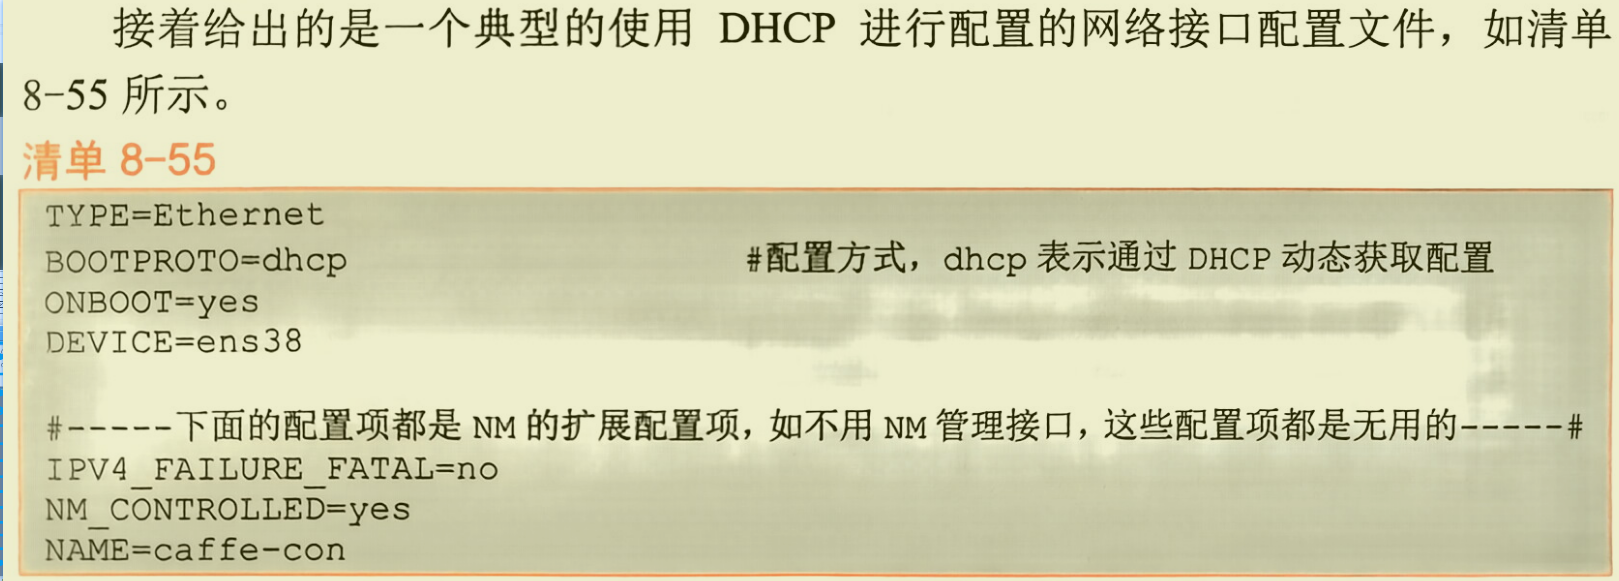 接着给出的是一个典型的使用 DHCP 进行配置的网络接口配置文件，如清单
8-55 所示。
清单 8-55
TYPE=Ethernet
BOOTPROTO=dhcp #配置方式，dhcp 表示通过 DHCP 动态获取配置
ONBOOT=yes
DEVICE=ens38
#-----下面的配置项都是 NM 的扩展配置项，如不用 NM 管理接口，这些配置项都是无用的-----#
IPV4_FAILURE_FATAL=no
NM_CONTROLLED=yes
NAME=caffe-con